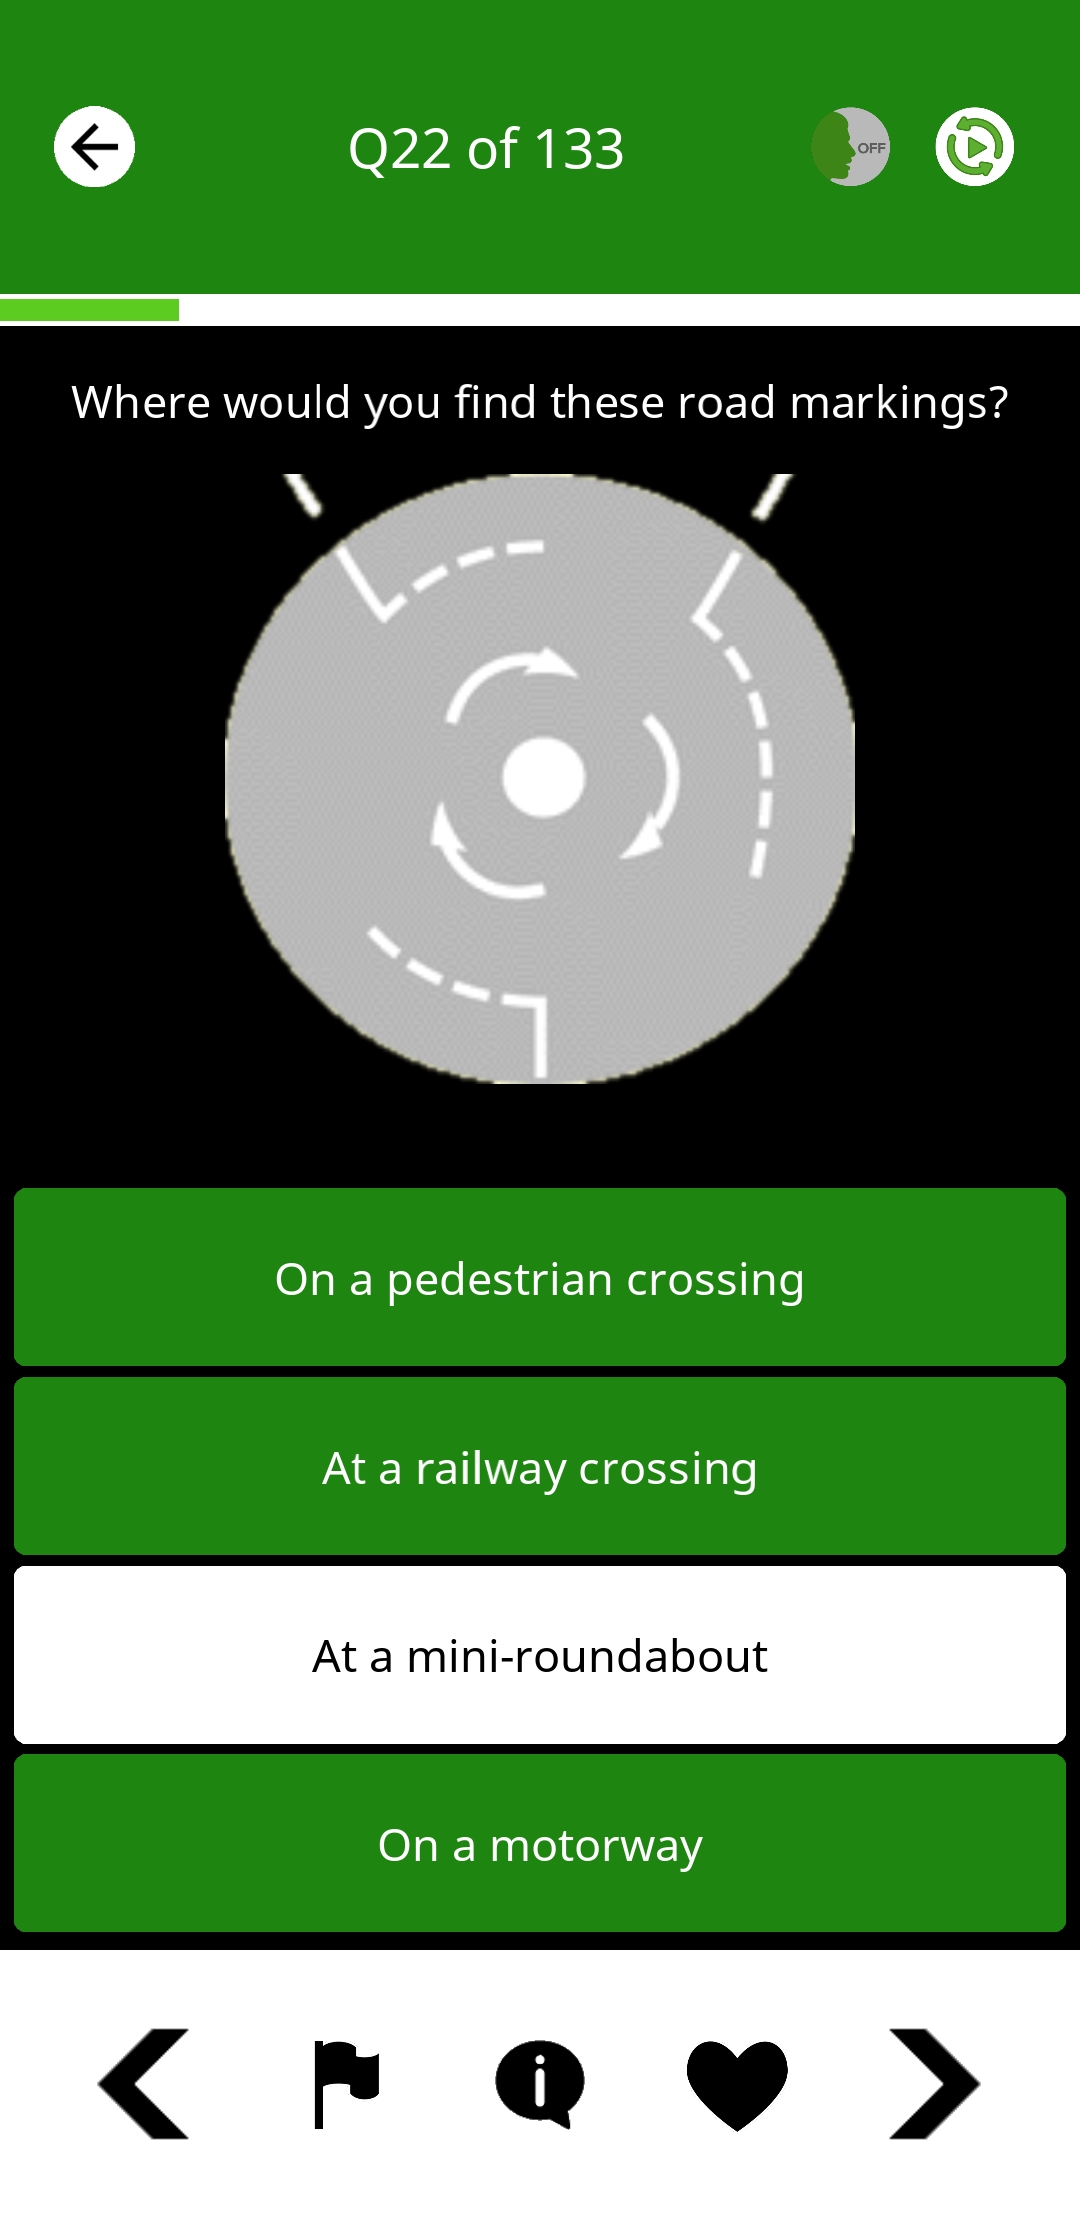 Q22 of 133
OFF
Where would you find these road markings?
On a pedestrian crossing
At a railway crossing
At a mini-roundabout
On a motorway